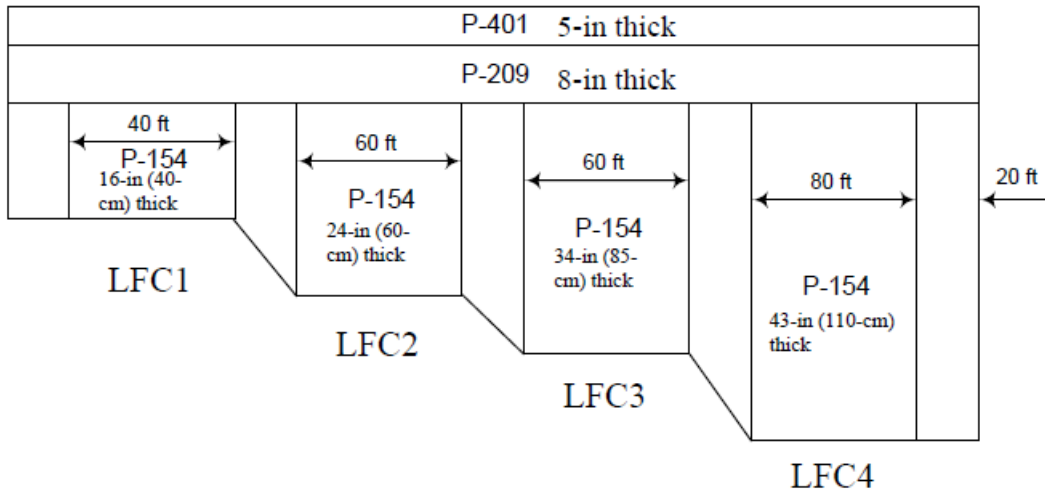 P-401 5-in thick
P-209 8-in thick
40 ft
P-154
16-in (40-
cm) thick
LFC1
60 ft
P-154
24-in (60-
cm) thick
LFC2
60 ft
P-154
34-in (85-
cm) thick
LFC3
80 ft
P-154
43-in (110-cm)
thick
LFC4
20 ft